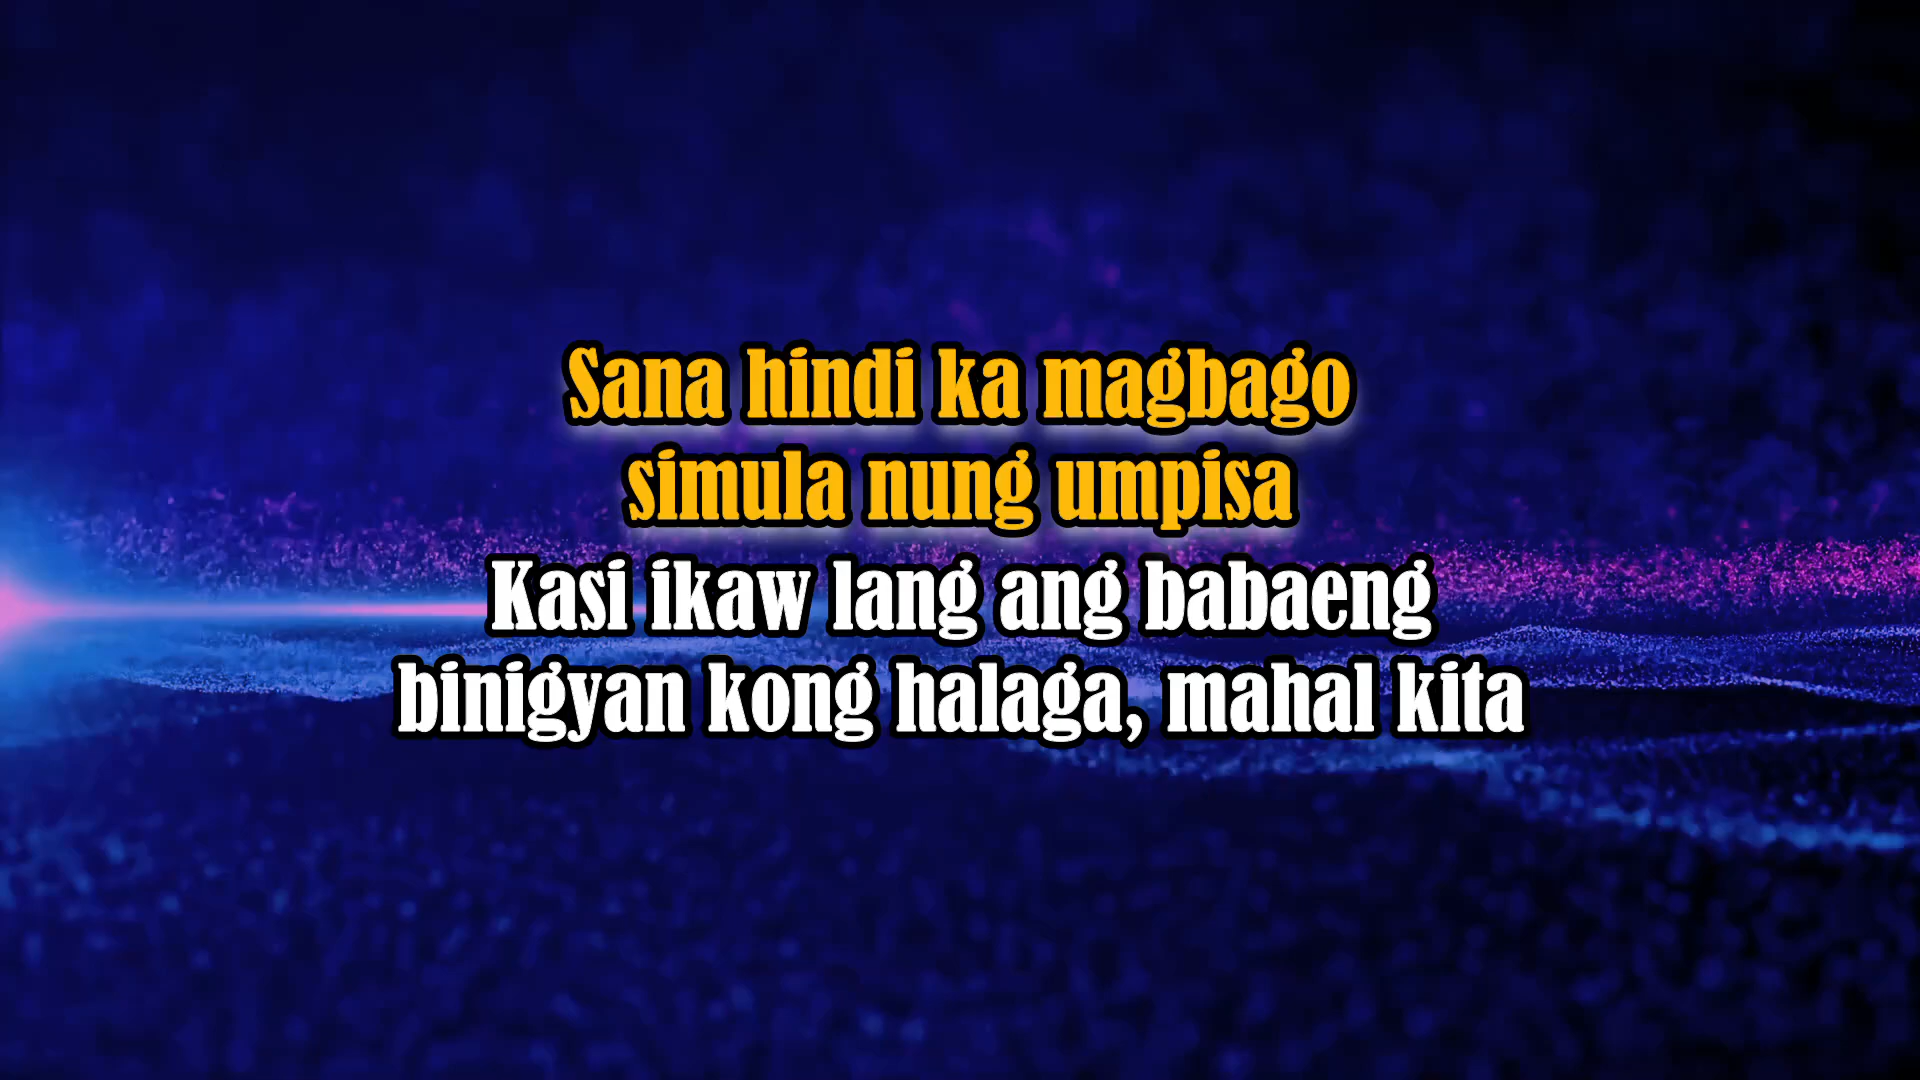 Sana hindi ka magbago
simula nung umpisa
Kasi ikaw lang ang babaeng
binigyan kong halaga, mahal kita